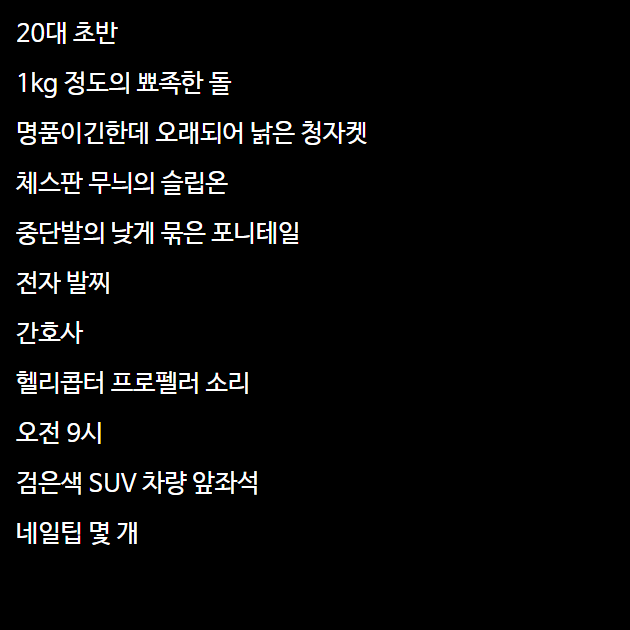 20대 초반
1kg 정도의 뾰족한 돌
명품이긴한데 오래되어 낡은 청자켓
체스판 무늬의 슬립온
중단발의 낮게 묶은 포니테일
전자 발찌
간호사
헬리콥터 프로펠러 소리
오전 9시
검은색 SUV 차량 앞좌석
네일팁 몇 개